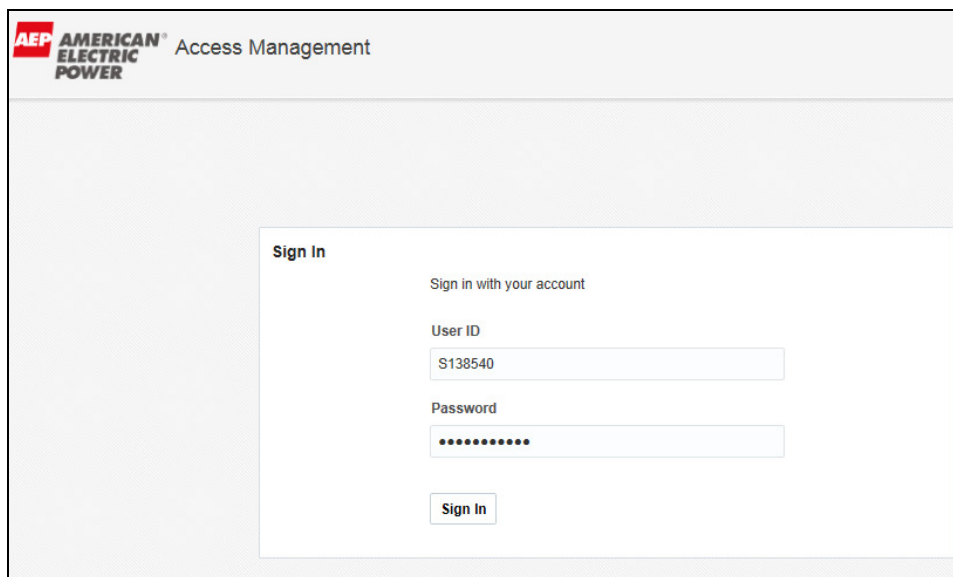 AEP AMERICAN® Access Management
ELECTRIC
POWER
Sign In
Sign in with your account
User ID
S138540
Password
•••••••••••
Sign In